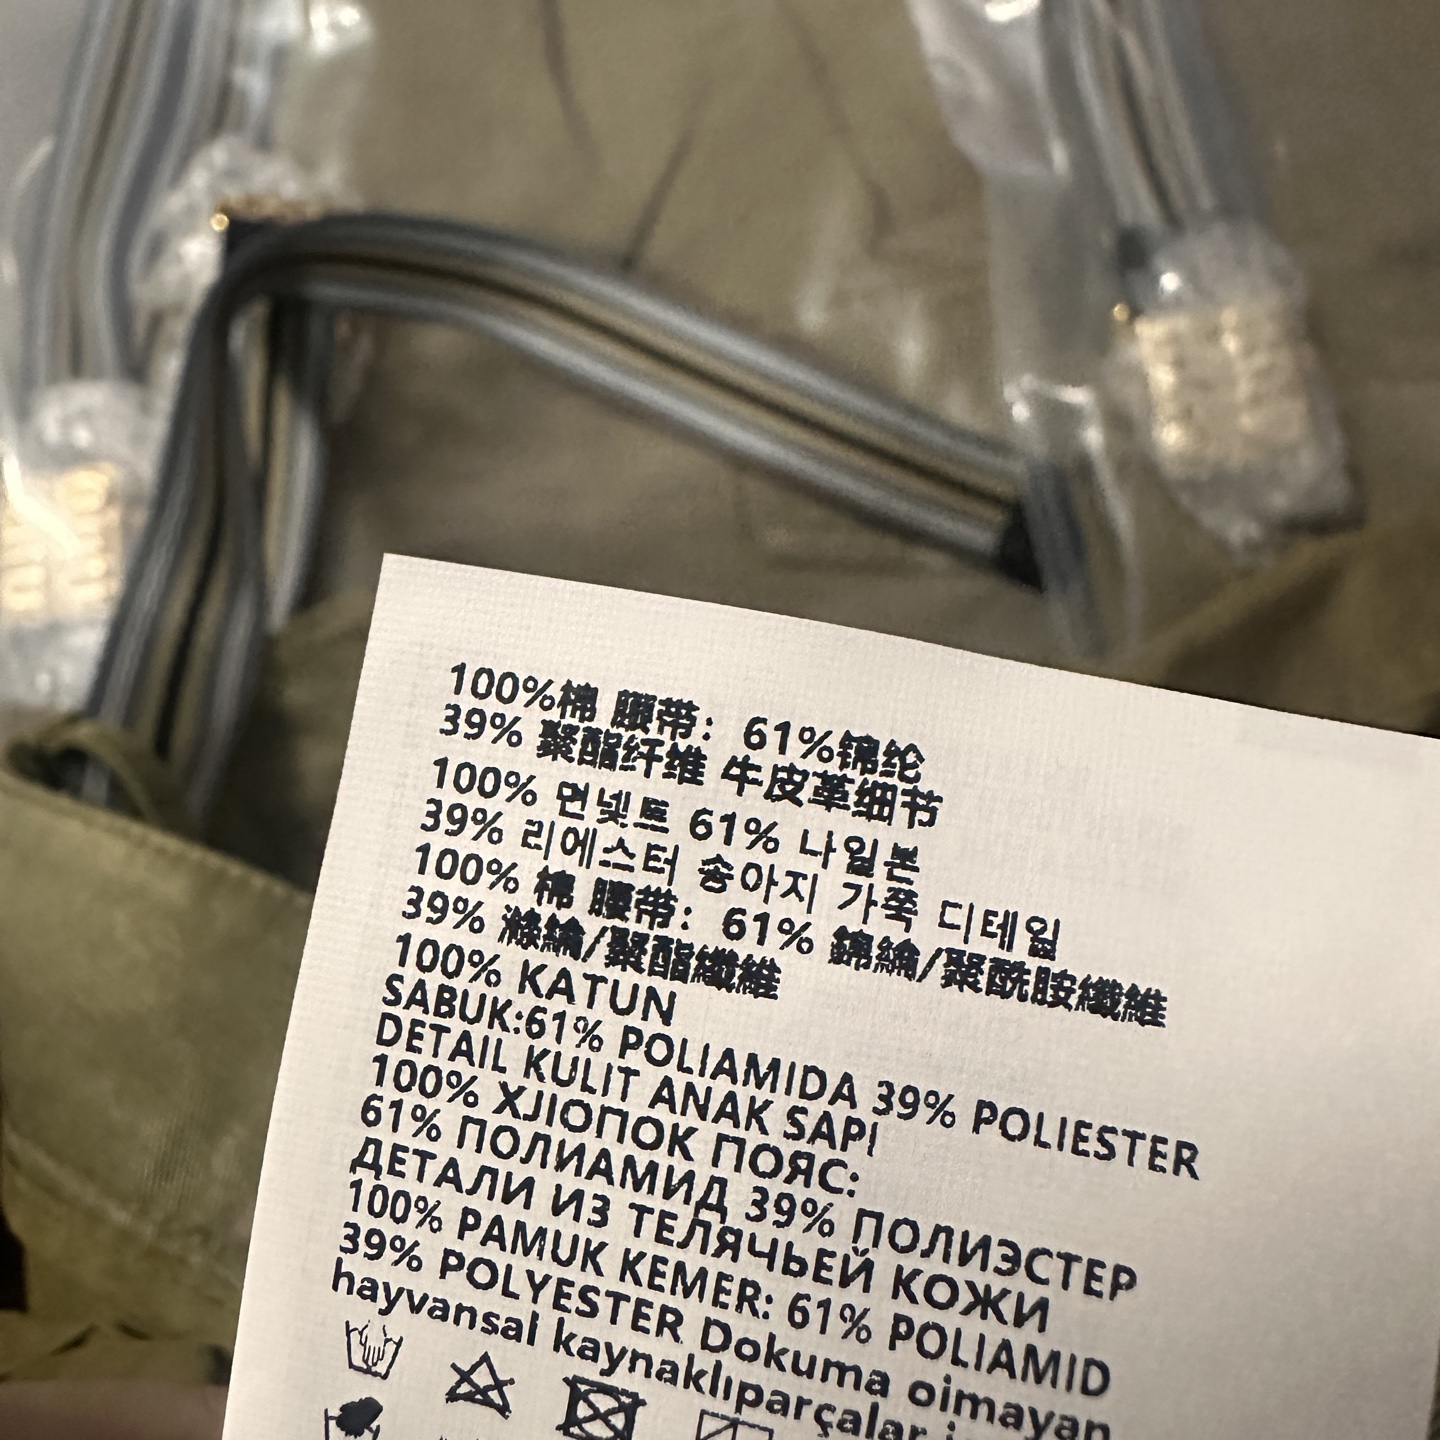 100%棉 腰带：61%锦纶
39% 聚酯纤维 牛皮革细节
100% 면 넷트 61% 나일본
39% 리에스터 송아지 가죽 디테일
100% 棉 腰带：61% 錦綸/聚酰胺纖維
39% 滌綸/聚酯纖維
100% KATUN
SABUK:61% POLIAMIDA 39% POLIESTER
DETAIL KULIT ANAK SAPI
100% ХЛОПОК ПОЯС:
61% ПОЛИАМИД 39% ПОЛИЭСТЕР
ДЕТАЛИ ИЗ ТЕЛЯЧЬЕЙ КОЖИ
100% PAMUK KEMER: 61% POLIAMID
39% POLYESTER Dokuma oimayan
hayvansal kaynaklıparçalar